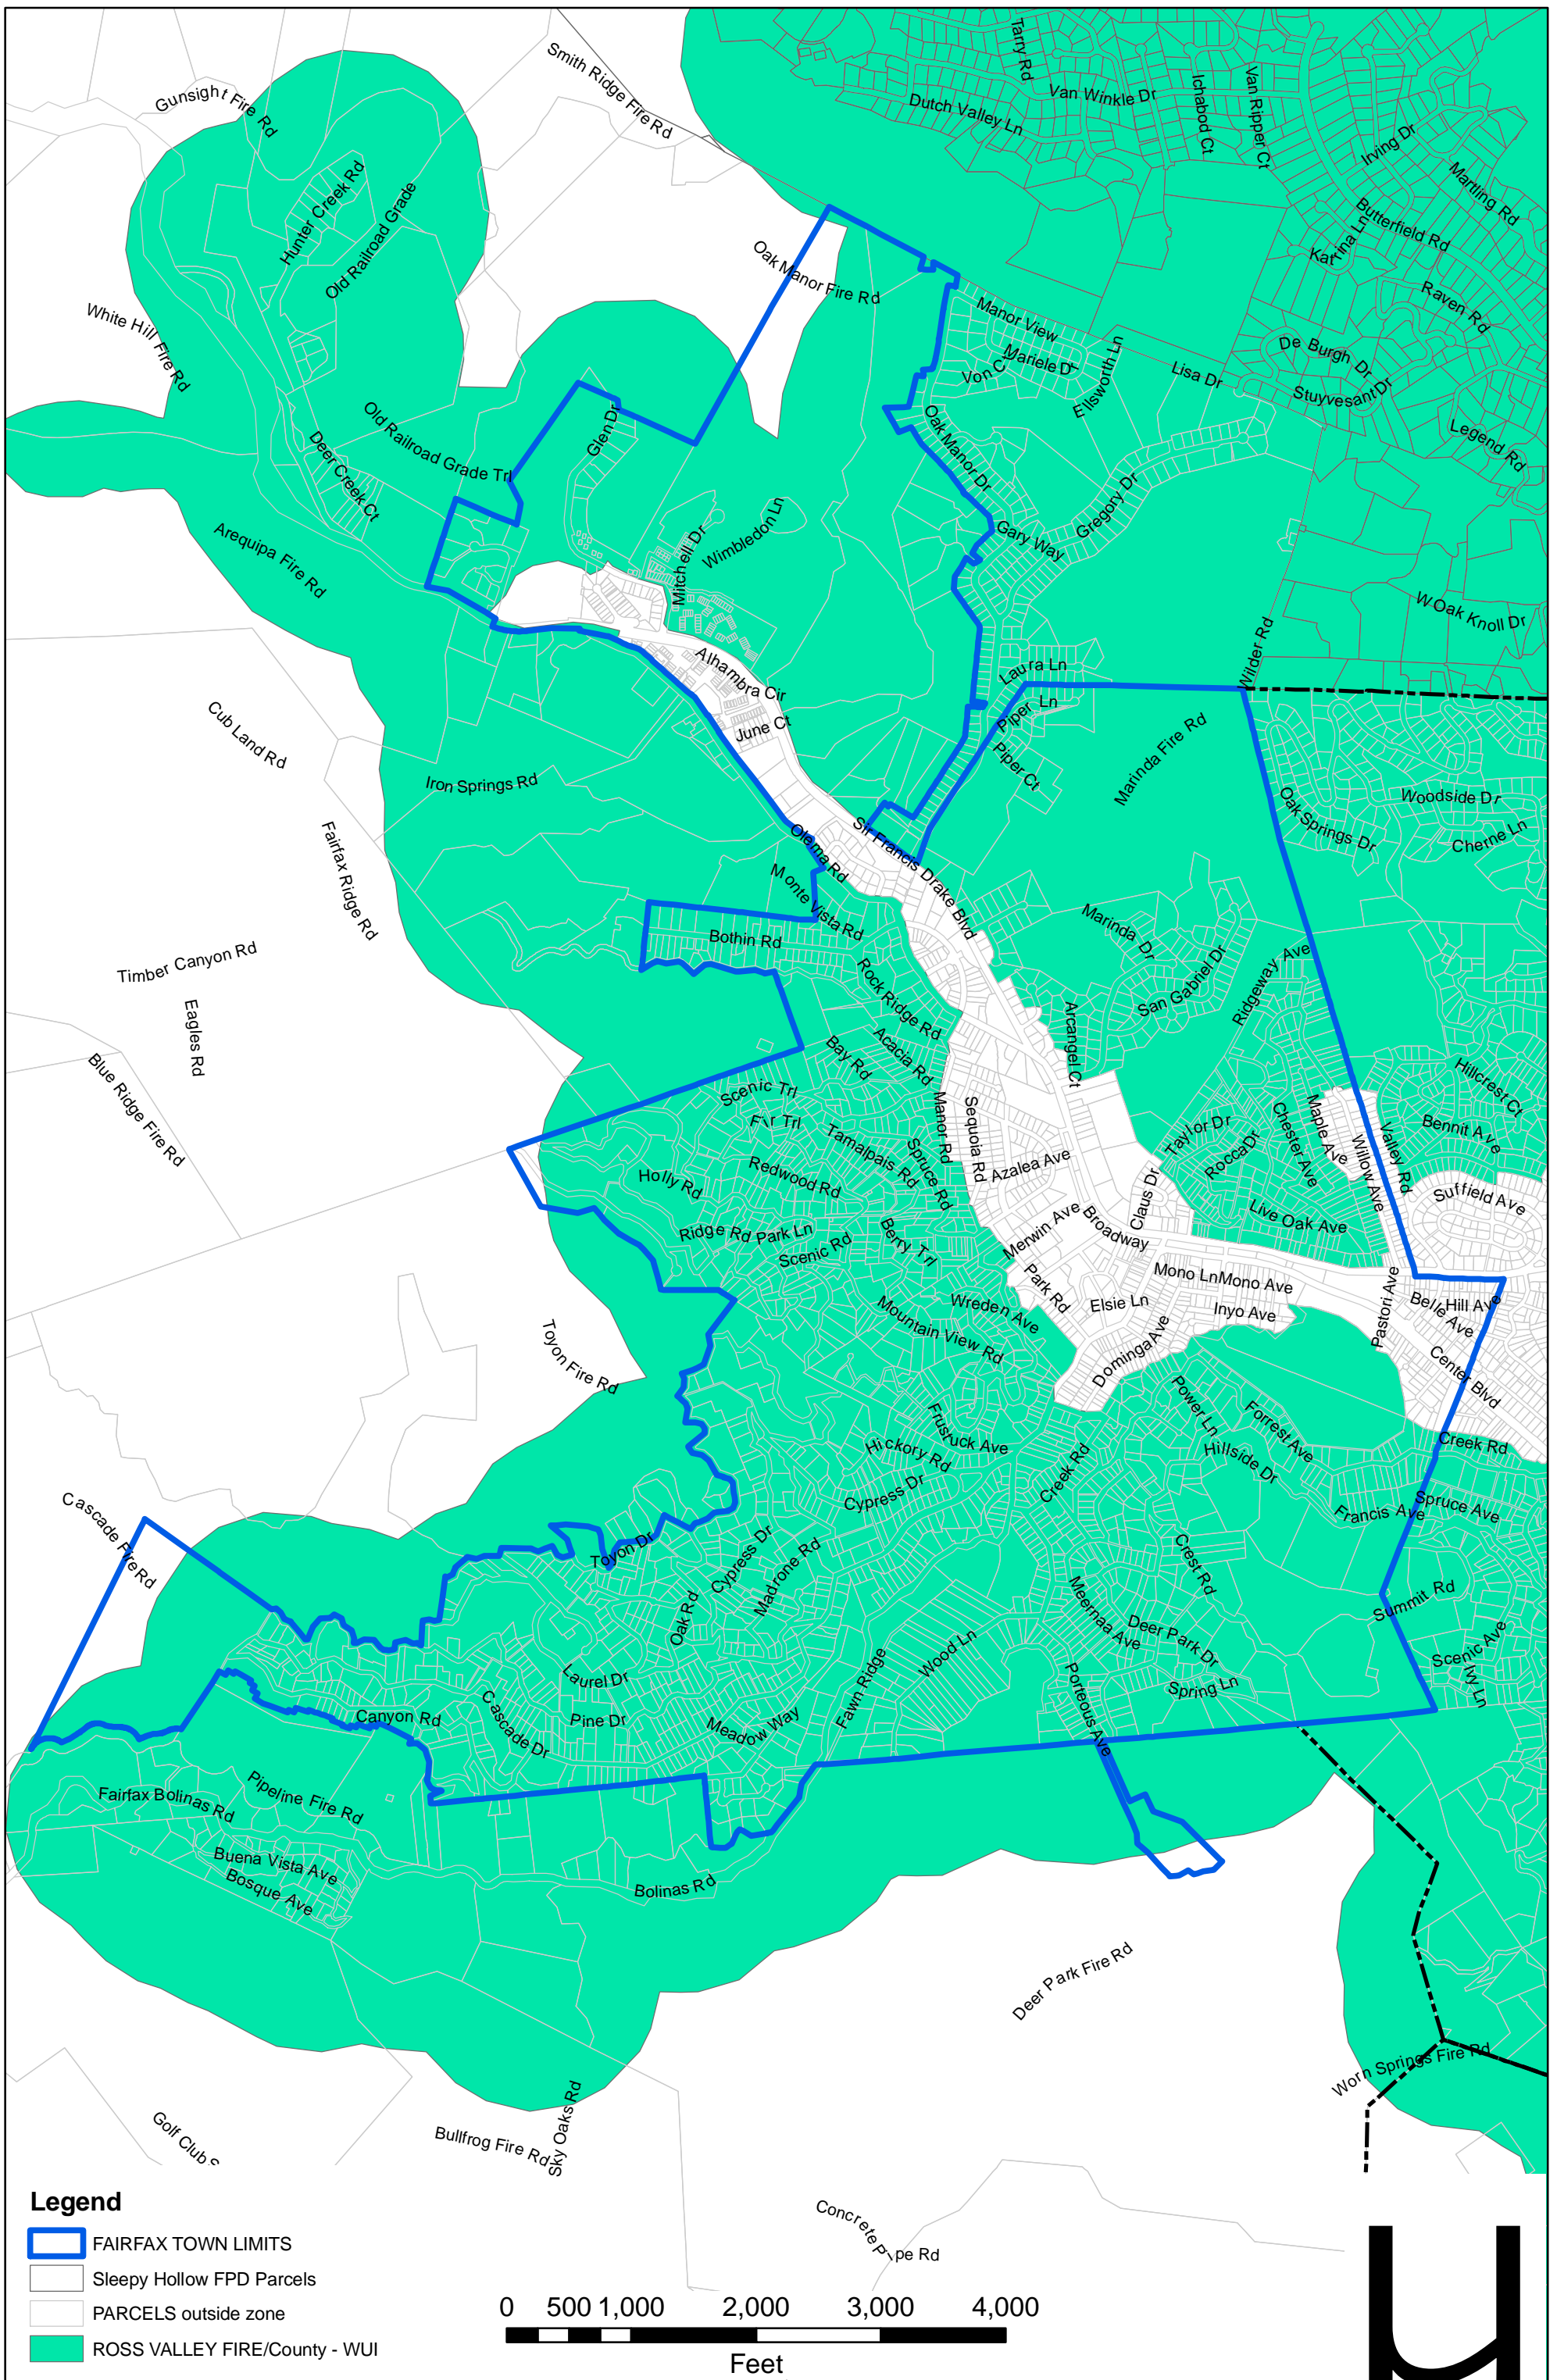 Smith Ridge Fire Rd
Tarry Rd
Gunsight Fire Rd
Van Winkle Dr
Ichabod Ct
Van Ripper Ct
Dutch Valley Ln
Irving Dr
Martling Rd
Hunter Creek Rd
Old Railroad Grade
Butterfield Rd
Katrina Ln
Oak Manor Fire Rd
Raven Rd
White Hill Fire Rd
Manor View
Mariele Dr
Von Ct
Ellsworth Ln
Lisa Dr
De Burgh Dr
Stuyvesant Dr
Legend Rd
Glen Dr
Old Railroad Grade Trl
Deer Creek Ct
Oak Manor Dr
Gregory Dr
Gary Way
Wimbledon Ln
Mitchell Dr
Arequipa Fire Rd
W Oak Knoll Dr
Wilder Rd
Laura Ln
Alhambra Cir
June Ct
Piper Ln
Piper Ct
Marinda Fire Rd
Cub Land Rd
Iron Springs Rd
Woodside Dr
Oak Springs Dr
Cherne Ln
Fairfax Ridge Rd
Olema Rd
Sir Francis Drake Blvd
Monte Vista Rd
Bothin Rd
Marinda Dr
San Gabriel Dr
Ridgeway Ave
Timber Canyon Rd
Eagles Rd
Rock Ridge Rd
Arcangel Ct
Blue Ridge Fire Rd
Bay Rd
Acacia Rd
Scenic Trl
Fir Trl
Manor Rd
Sequoia Rd
Hillcrest Ct
Bennit Ave
Maple Ave
Chester Ave
Willow Ave
Valley Rd
Taylor Dr
Rocca Dr
Tamalpais Rd
Spruce Rd
Azalea Ave
Redwood Rd
Holly Rd
Claus Dr
Suffield Ave
Live Oak Ave
Ridge Rd
Park Ln
Scenic Rd
Berry Trl
Merwin Ave
Broadway
Park Rd
Mono Ln
Mono Ave
Elsie Ln
Inyo Ave
Pastori Ave
Belle Ave
Hill Ave
Wreden Ave
Mountain View Rd
Dominga Ave
Center Blvd
Toyon Fire Rd
Power Ln
Forrest Ave
Frustuck Ave
Hickory Rd
Hillside Dr
Creek Rd
Creek Rd
Cypress Dr
Francis Ave
Spruce Ave
Cascade Fire Rd
Toyon Dr
Cypress Dr
Madrone Rd
Crest Rd
Summit Rd
Oak Rd
Meernaa Ave
Deer Park Dr
Wood Ln
Fawn Ridge
Scenic Ave
Ivy Ln
Laurel Dr
Spring Ln
Porteous Ave
Canyon Rd
Cascade Dr
Pine Dr
Meadow Way
Fairfax Bolinas Rd
Pipeline Fire Rd
Buena Vista Ave
Bosque Ave
Bolinas Rd
Deer Park Fire Rd
Worn Springs Fire Rd
Golf Club S
Bullfrog Fire Rd
Sky Oaks Rd
Concrete Pipe Rd
Legend
FAIRFAX TOWN LIMITS
Sleepy Hollow FPD Parcels
PARCELS outside zone
ROSS VALLEY FIRE/County - WUI
0 500 1,000 2,000 3,000 4,000
Feet